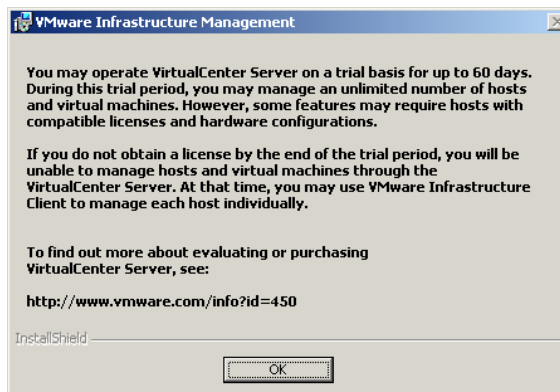 VMware Infrastructure Management
You may operate VirtualCenter Server on a trial basis for up to 60 days.
During this trial period, you may manage an unlimited number of hosts
and virtual machines. However, some features may require hosts with
compatible licenses and hardware configurations.
If you do not obtain a license by the end of the trial period, you will be
unable to manage hosts and virtual machines through the
VirtualCenter Server. At that time, you may use VMware Infrastructure
Client to manage each host individually.
To find out more about evaluating or purchasing
VirtualCenter Server, see:
http://www.vmware.com/info?id=450
InstallShield
OK